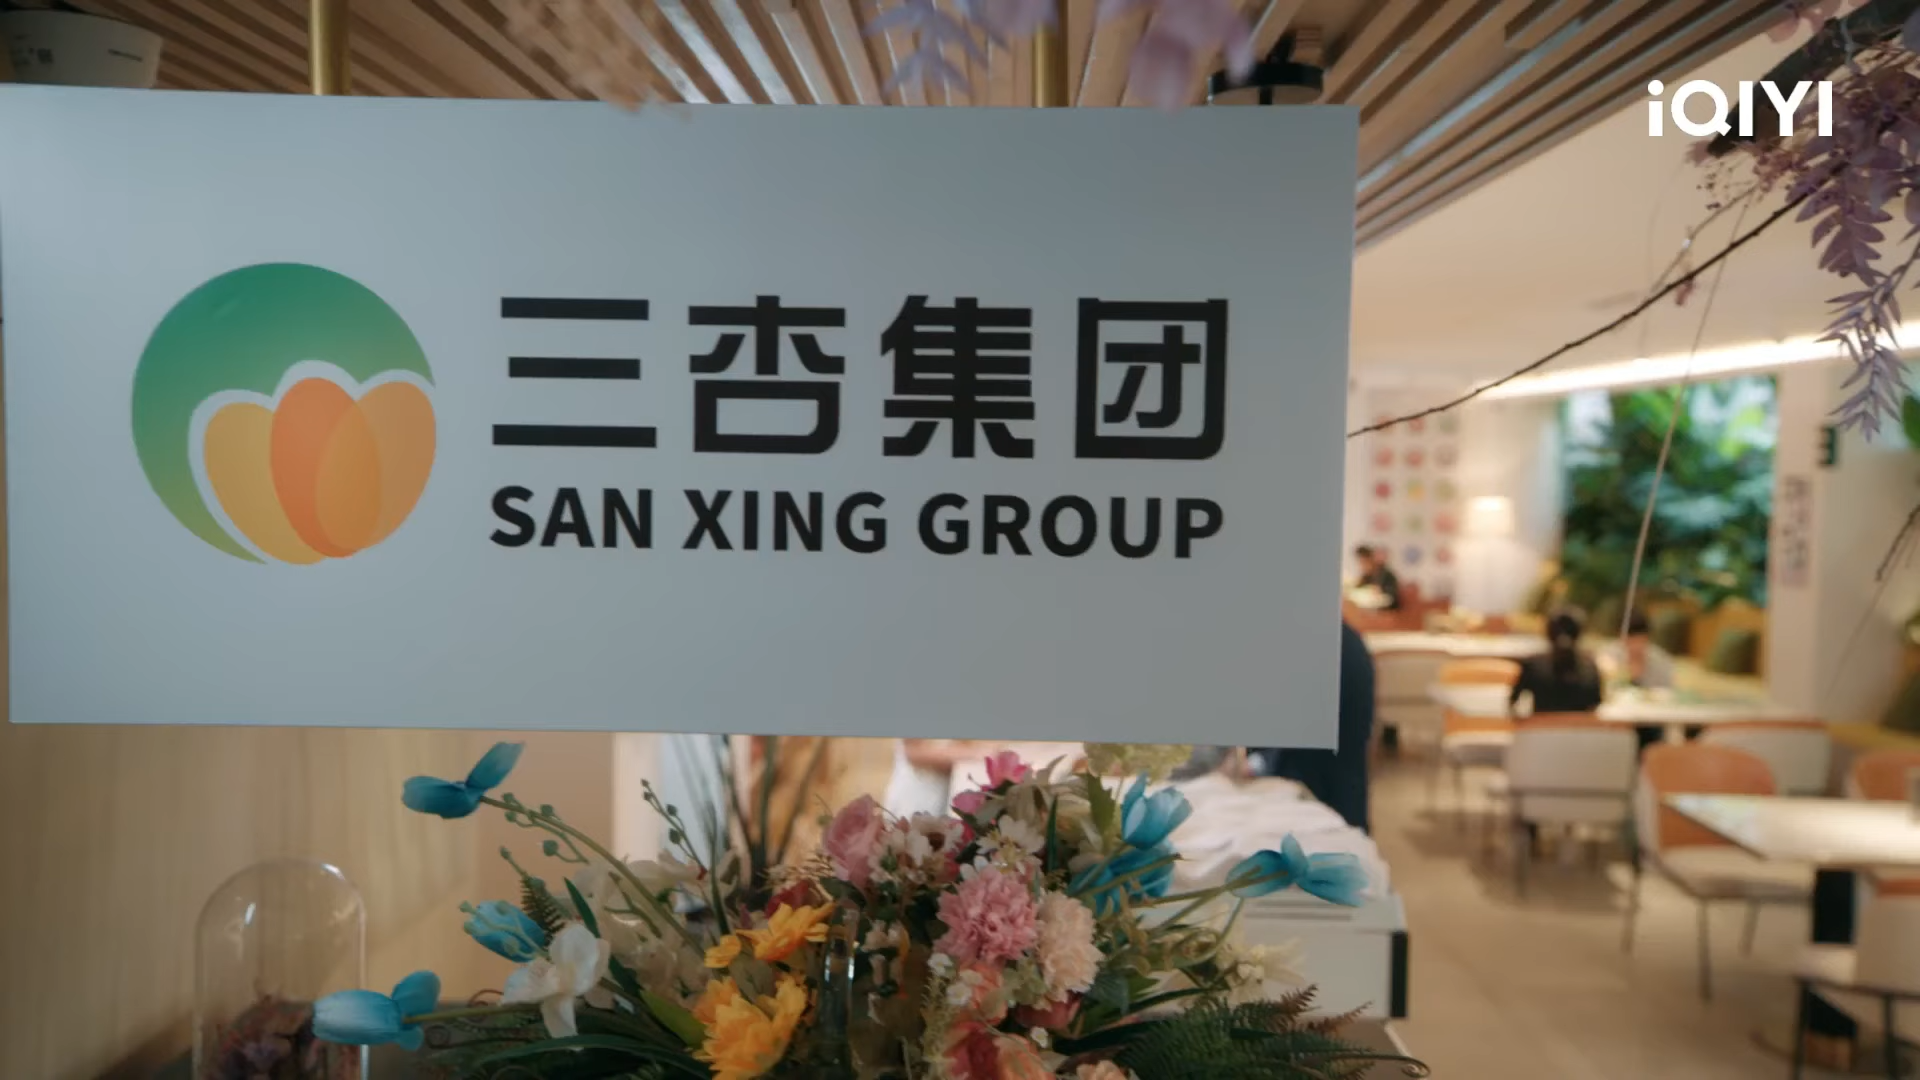 iQIYI
三杏集团
SAN XING GROUP